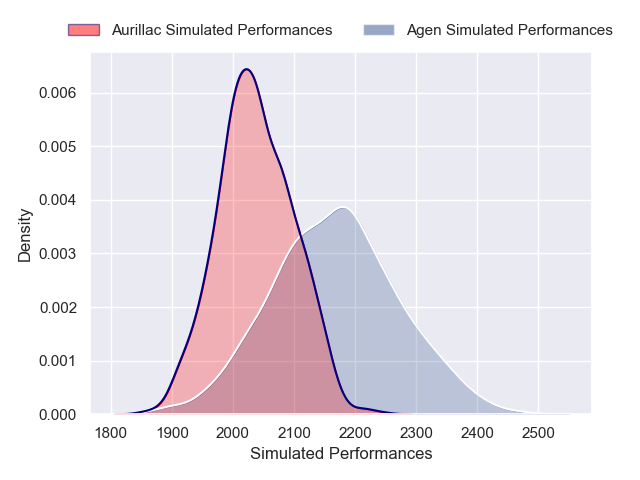 Aurillac Simulated Performances Agen Simulated Performances
0.006
0.005
0.004
0.003
0.002
0.001
0.000
Density
1800 1900 2000 2100 2200 2300 2400 2500
Simulated Performances